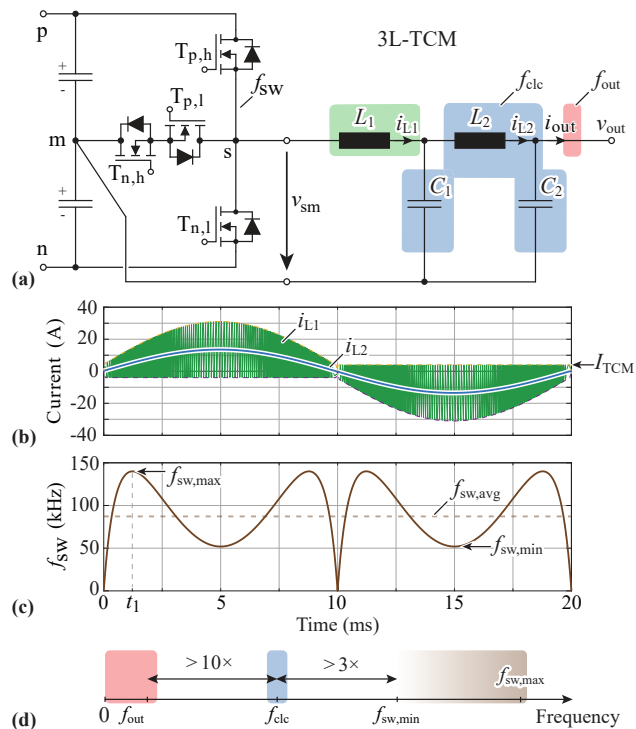 3L-TCM
p
T_p,h
f_sw
f_clc
f_out
T_p,l
L_1
i_L1
L_2
i_L2
i_out
v_out
m
s
T_n,h
v_sm
C_1
C_2
T_n,l
n
+
-
+
-
(a)
Current (A)
40
20
0
-20
-40
i_L1
i_L2
I_TCM
(b)
f_sw (kHz)
150
100
50
0
f_sw,max
f_sw,avg
f_sw,min
0
t_1
5
10
15
20
Time (ms)
(c)
>10×
>3×
f_sw,max
0
f_out
f_clc
f_sw,min
Frequency
(d)